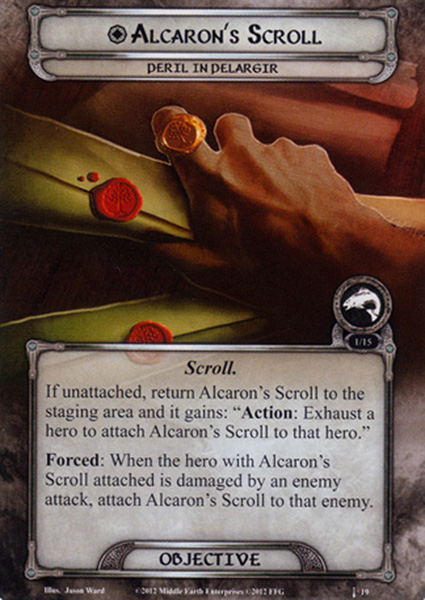 Alcaron's Scroll
Peril in Pelargir
1/15
Scroll.
If unattached, return Alcaron's Scroll to the
staging area and it gains: “Action: Exhaust a
hero to attach Alcaron's Scroll to that hero.”
Forced: When the hero with Alcaron's
Scroll attached is damaged by an enemy
attack, attach Alcaron's Scroll to that enemy.
Objective
Illus. Jason Ward ©2012 Middle Earth Enterprises ©2012 FFG 19